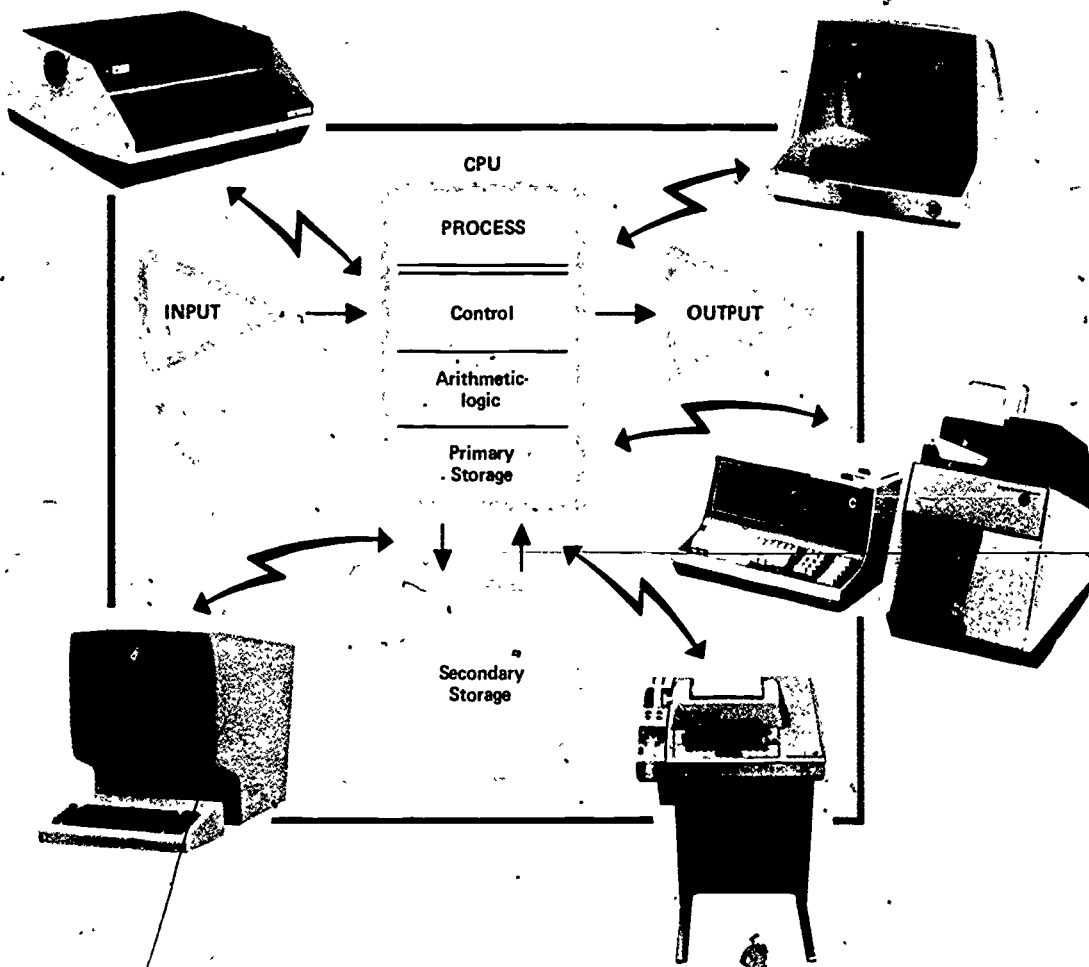 CPU
PROCESS
INPUT
Control
OUTPUT
Arithmetic-
logic
Primary
Storage
Secondary
Storage